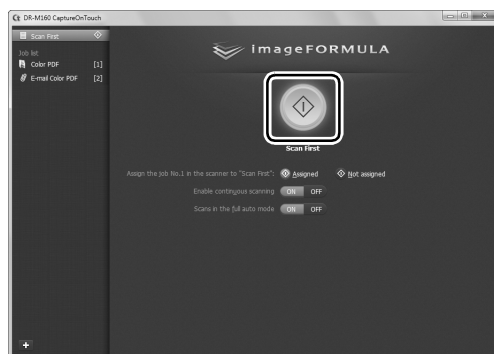 Ct DR-M160 CaptureOnTouch
Scan First
Job list
Color PDF [1]
E-mail Color PDF [2]
imageFORMULA
Scan First
Assign the job No.1 in the scanner to "Scan First": Assigned Not assigned
Enable continuous scanning ON OFF
Scans in the full auto mode ON OFF